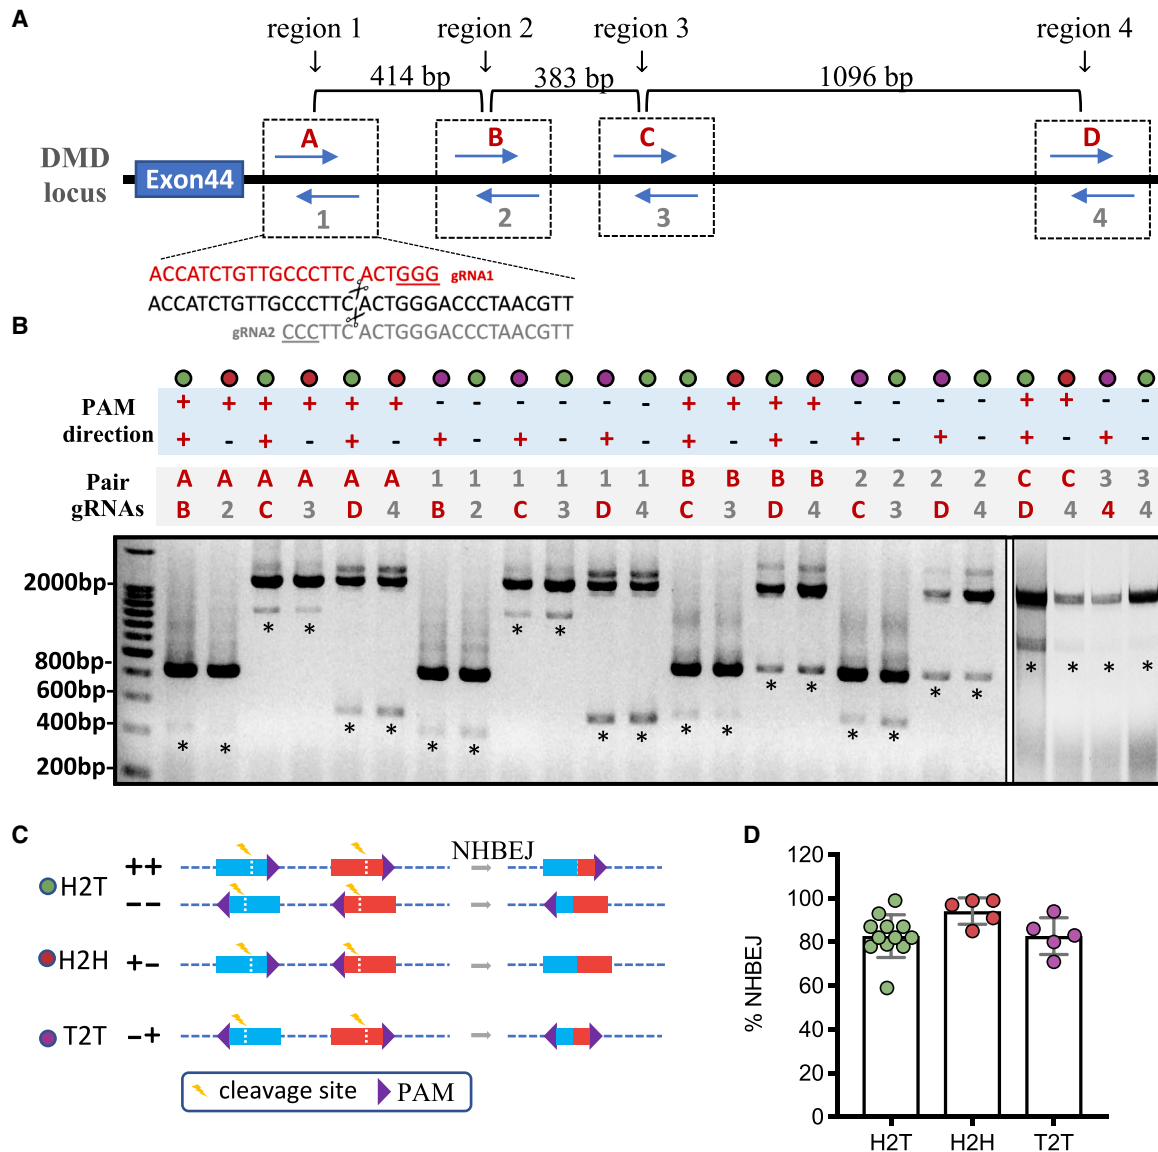 A
region 1 region 2 region 3 region 4
414 bp 383 bp 1096 bp
A B C D
DMD
locus
Exon44
1 2 3 4
ACCATCTGTTGCCCTTC ACTGGG gRNA1
ACCATCTGTTGCCCTTC ACTGGGACCCTAACGTT
gRNA2 CCCTTC ACTGGGACCCTAACGTT
B
PAM
direction
+ + + + + + - - - - - - + + + + - - - - + + - -
+ - + - + - + - + - + - + - + - + - + - + - + -
Pair
gRNAs
A A A A A A 1 1 1 1 1 1 B B B B 2 2 2 2 C C 3 3
B 2 C 3 D 4 B 2 C 3 D 4 C 3 D 4 C 3 D 4 D 4 4 4
2000bp-
800bp-
600bp-
400bp-
200bp-
* * * * * * * * * * * * * * * * * * * * * * * *
C
NHBEJ
H2T ++
--
H2H +-
T2T -+
cleavage site PAM
D
% NHBEJ
120
100
80
60
40
20
0
H2T H2H T2T